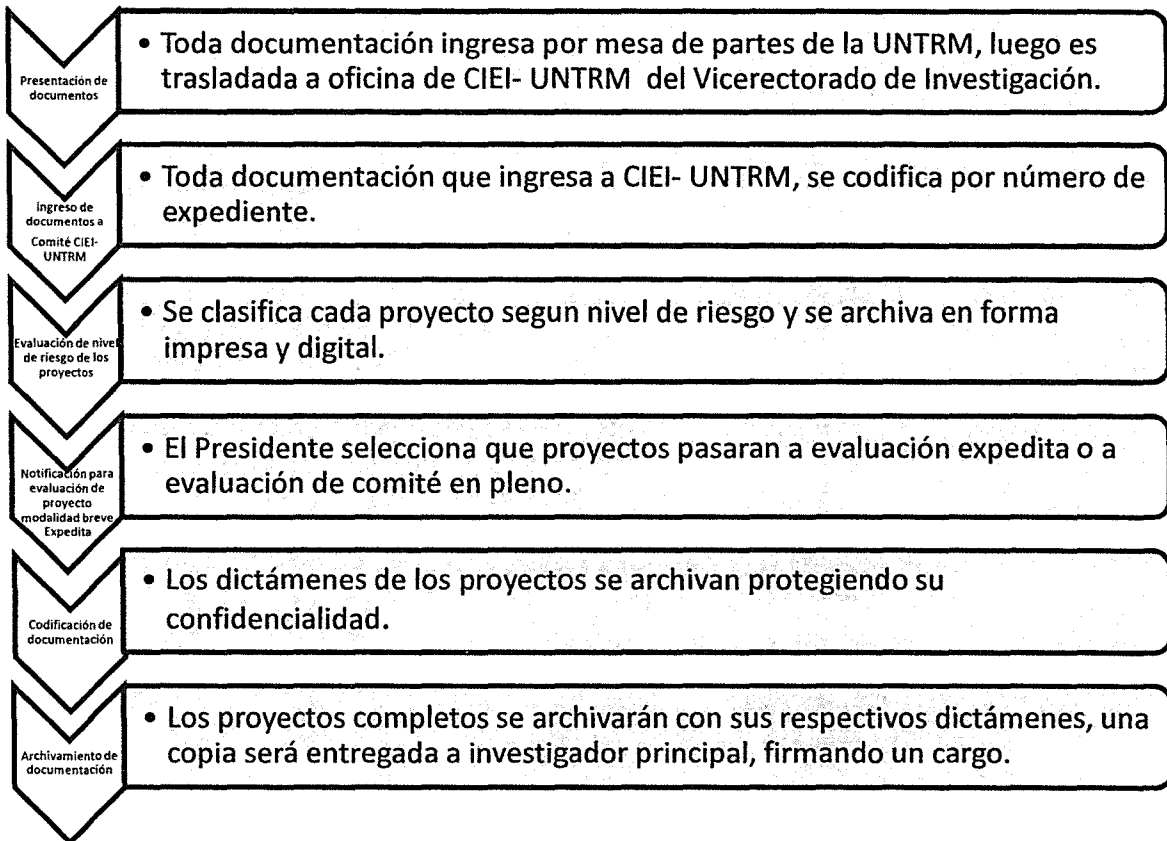 Presentación de
documentos
• Toda documentación ingresa por mesa de partes de la UNTRM, luego es
trasladada a oficina de CIEI- UNTRM del Vicerectorado de Investigación.
Ingreso de
documentos a
Comité CIEI-
UNTRM
• Toda documentación que ingresa a CIEI- UNTRM, se codifica por número de
expediente.
Evaluación de nivel
de riesgo de los
proyectos
• Se clasifica cada proyecto segun nivel de riesgo y se archiva en forma
impresa y digital.
Notificación para
evaluación de
proyecto
modalidad breve
Expedita
• El Presidente selecciona que proyectos pasaran a evaluación expedita o a
evaluación de comité en pleno.
Codificación de
documentación
• Los dictámenes de los proyectos se archivan protegiendo su
confidencialidad.
Archivamiento de
documentación
• Los proyectos completos se archivarán con sus respectivos dictámenes, una
copia será entregada a investigador principal, firmando un cargo.